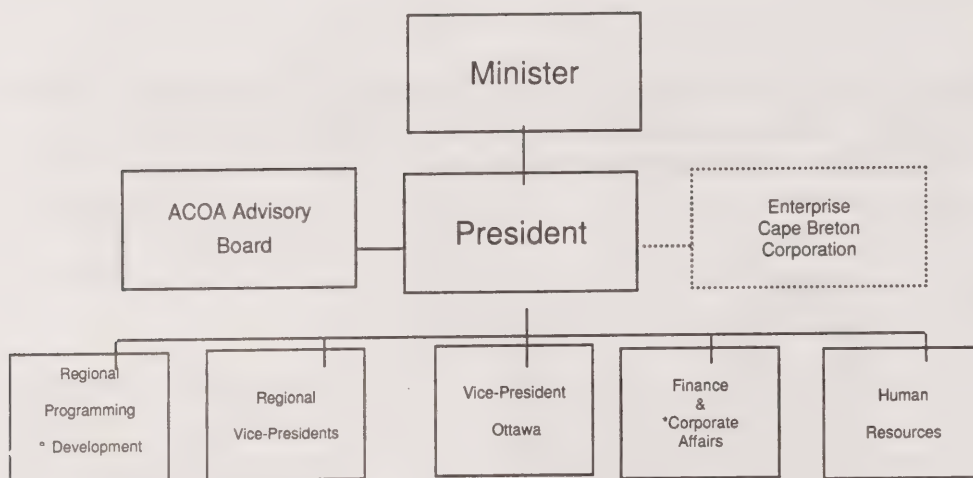 Minister
ACOA Advisory
Board
President
Enterprise
Cape Breton
Corporation
Regional
Programming
° Development
Regional
Vice-Presidents
Vice-President
Ottawa
Finance
&
*Corporate
Affairs
Human
Resources